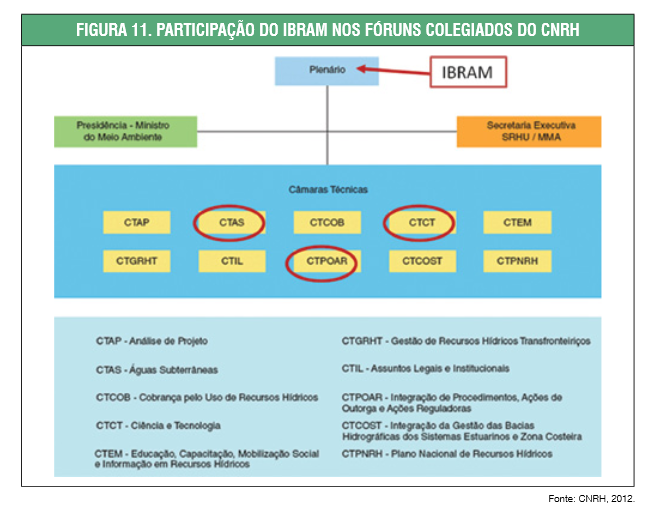 FIGURA 11. PARTICIPAÇÃO DO IBRAM NOS FÓRUNS COLEGIADOS DO CNRH
Plenário
IBRAM
Presidência - Ministro
do Meio Ambiente
Secretaria Executiva
SRHU / MMA
Câmaras Técnicas
CTAP
CTAS
CTCOB
CTCT
CTEM
CTGRHT
CTIL
CTPOAR
CTCOST
CTPNRH
CTAP - Análise de Projeto
CTAS - Águas Subterrâneas
CTCOB - Cobrança pelo Uso de Recursos Hídricos
CTCT - Ciência e Tecnologia
CTEM - Educação, Capacitação, Mobilização Social
e Informação em Recursos Hídricos
CTGRHT - Gestão de Recursos Hídricos Transfronteiriços
CTIL - Assuntos Legais e Institucionais
CTPOAR - Integração de Procedimentos, Ações de
Outorga e Ações Reguladoras
CTCOST - Integração da Gestão das Bacias
Hidrográficas dos Sistemas Estuarinos e Zona Costeira
CTPNRH - Plano Nacional de Recursos Hídricos
Fonte: CNRH, 2012.